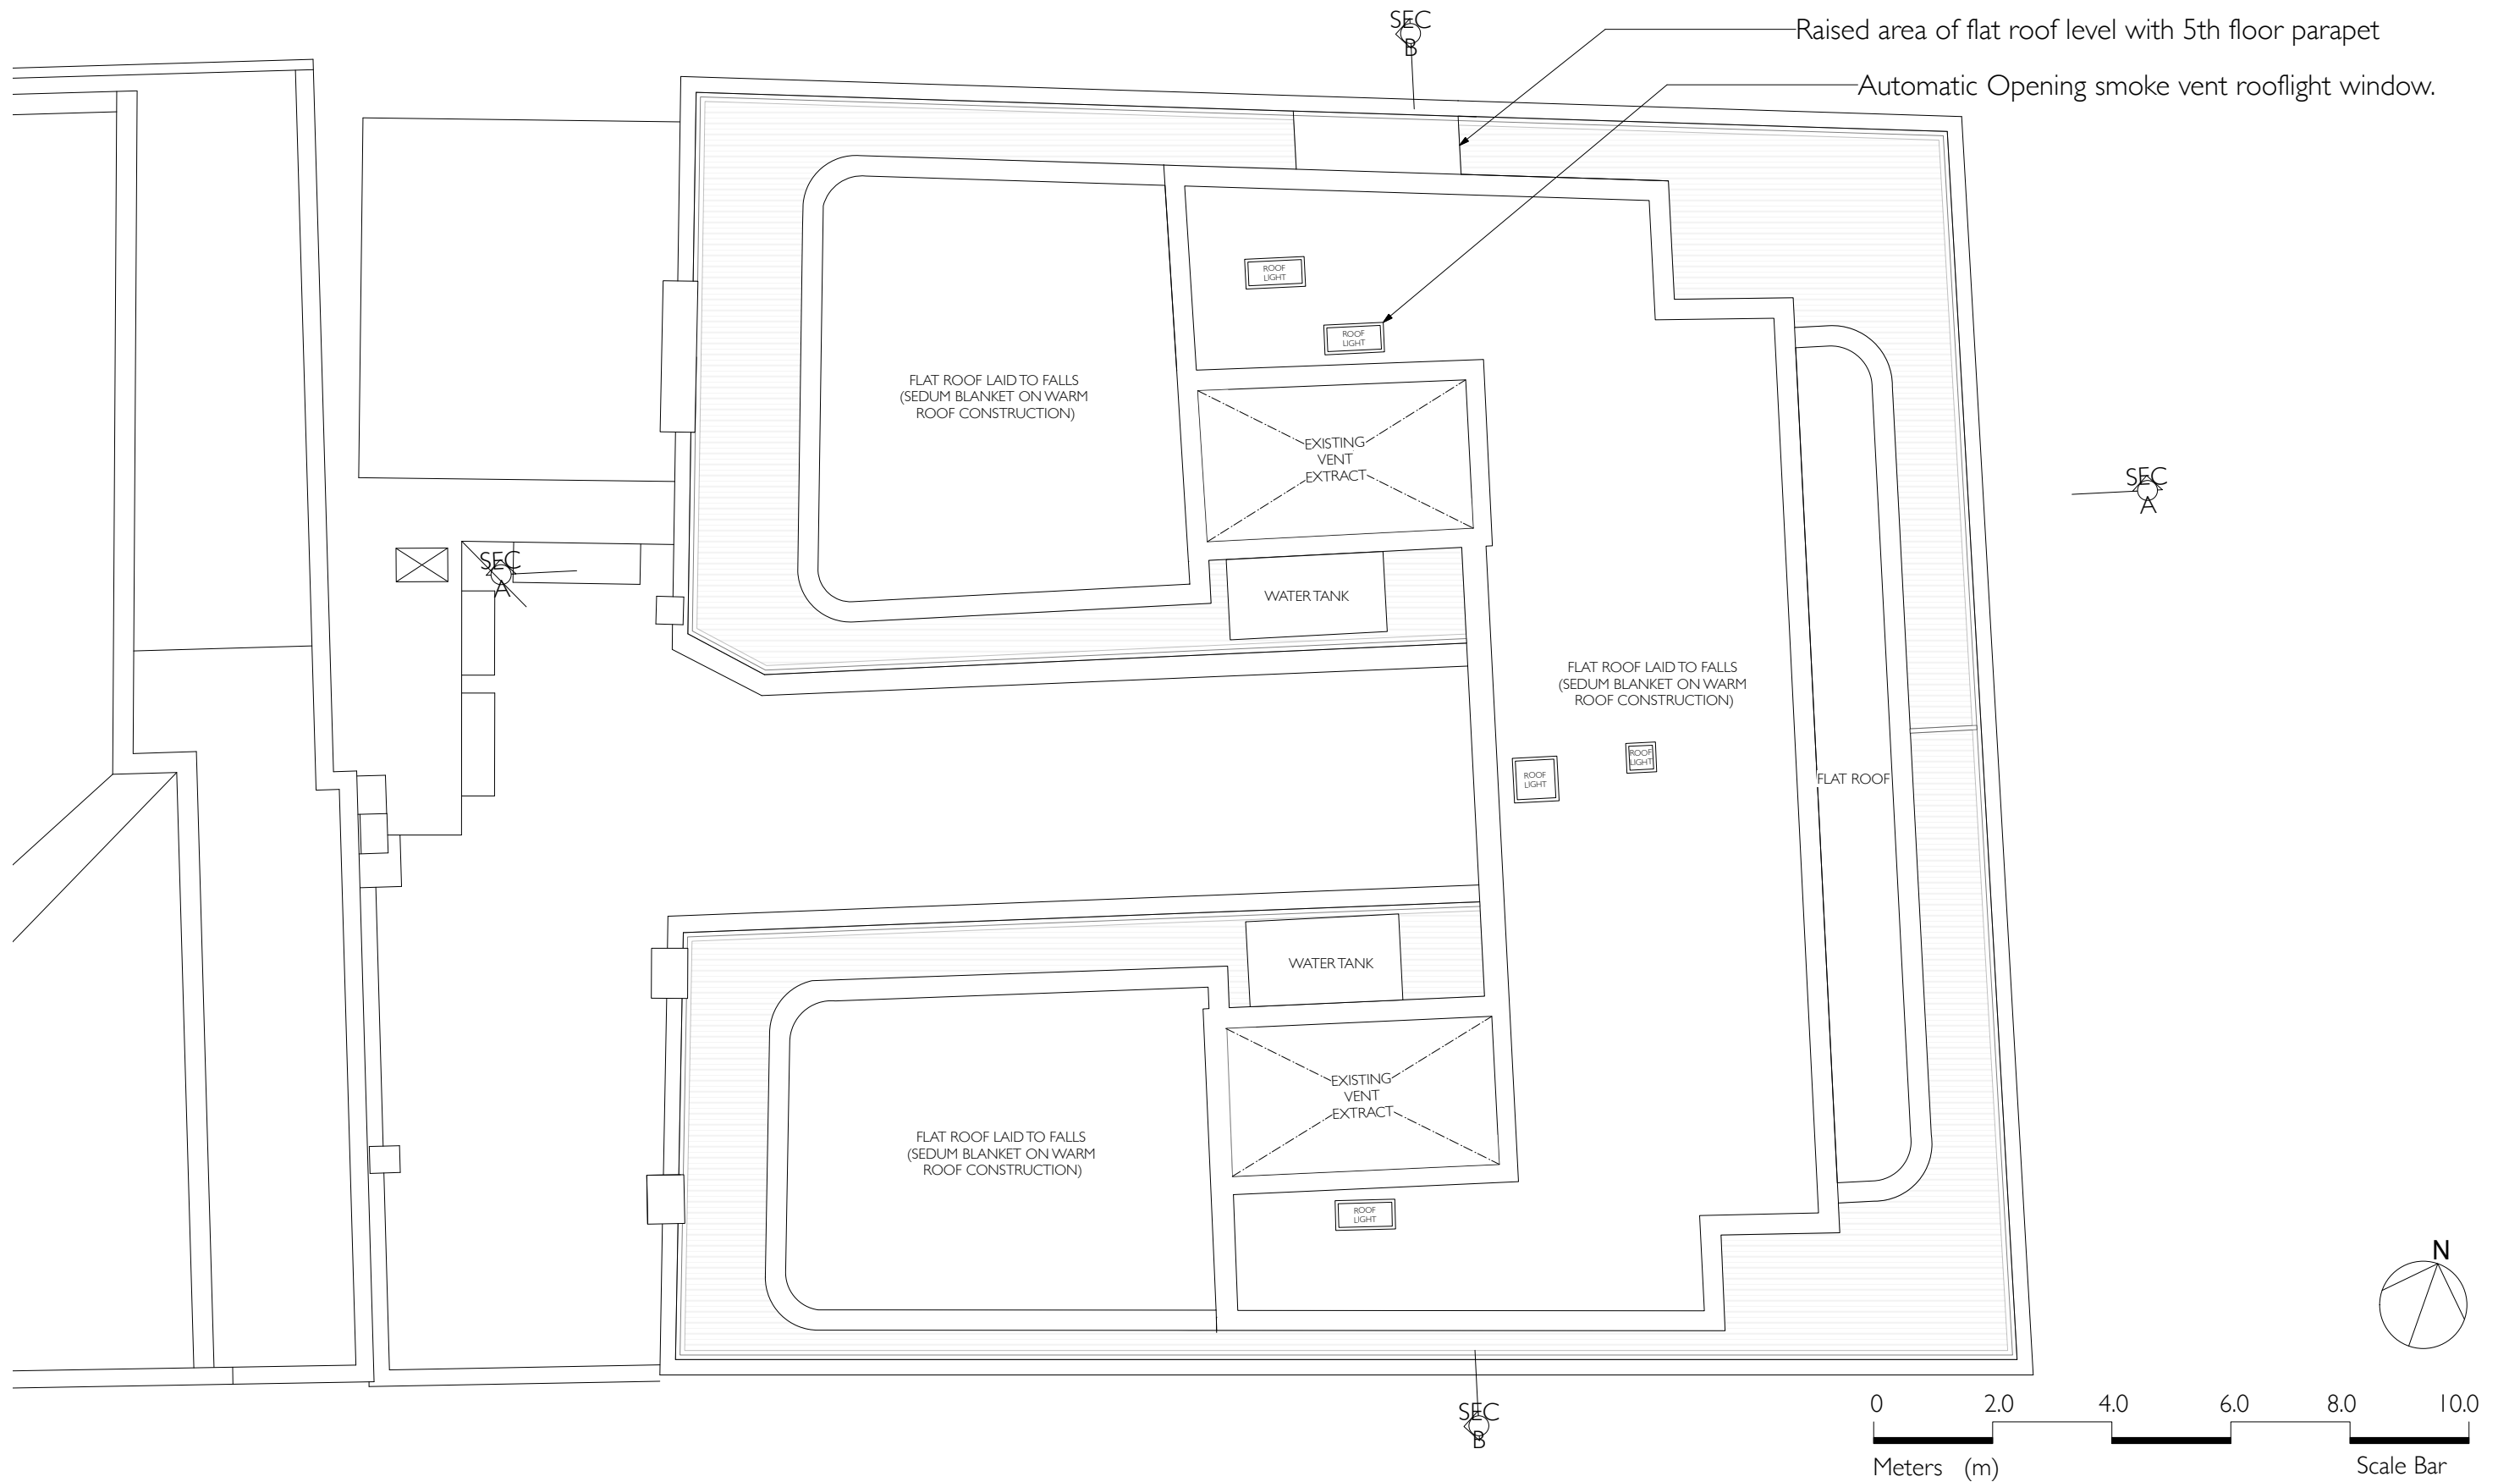 SEC
B
Raised area of flat roof level with 5th floor parapet
Automatic Opening smoke vent rooflight window.
ROOF
LIGHT
ROOF
LIGHT
FLAT ROOF LAID TO FALLS
(SEDUM BLANKET ON WARM
ROOF CONSTRUCTION)
EXISTING
VENT
EXTRACT
SEC
A
SEC
A
WATER TANK
FLAT ROOF LAID TO FALLS
(SEDUM BLANKET ON WARM
ROOF CONSTRUCTION)
ROOF
LIGHT
ROOF
LIGHT
FLAT ROOF
WATER TANK
EXISTING
VENT
EXTRACT
FLAT ROOF LAID TO FALLS
(SEDUM BLANKET ON WARM
ROOF CONSTRUCTION)
ROOF
LIGHT
N
SEC
B
0 2.0 4.0 6.0 8.0 10.0
Meters (m) Scale Bar